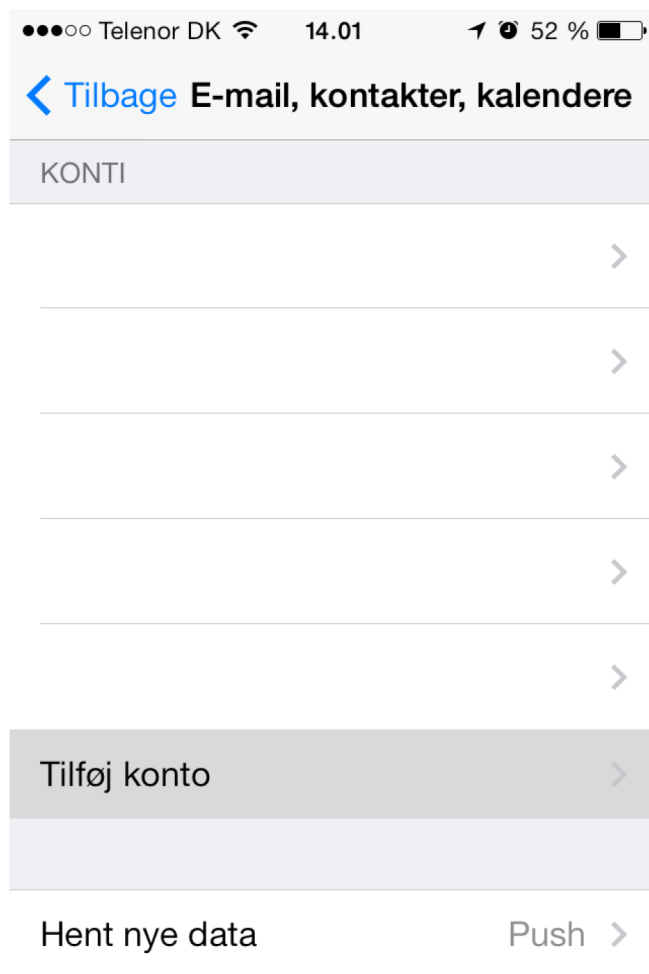 Telenor DK 14.01 52 %
Tilbage E-mail, kontakter, kalendere
KONTI
Tilføj konto
Hent nye data Push